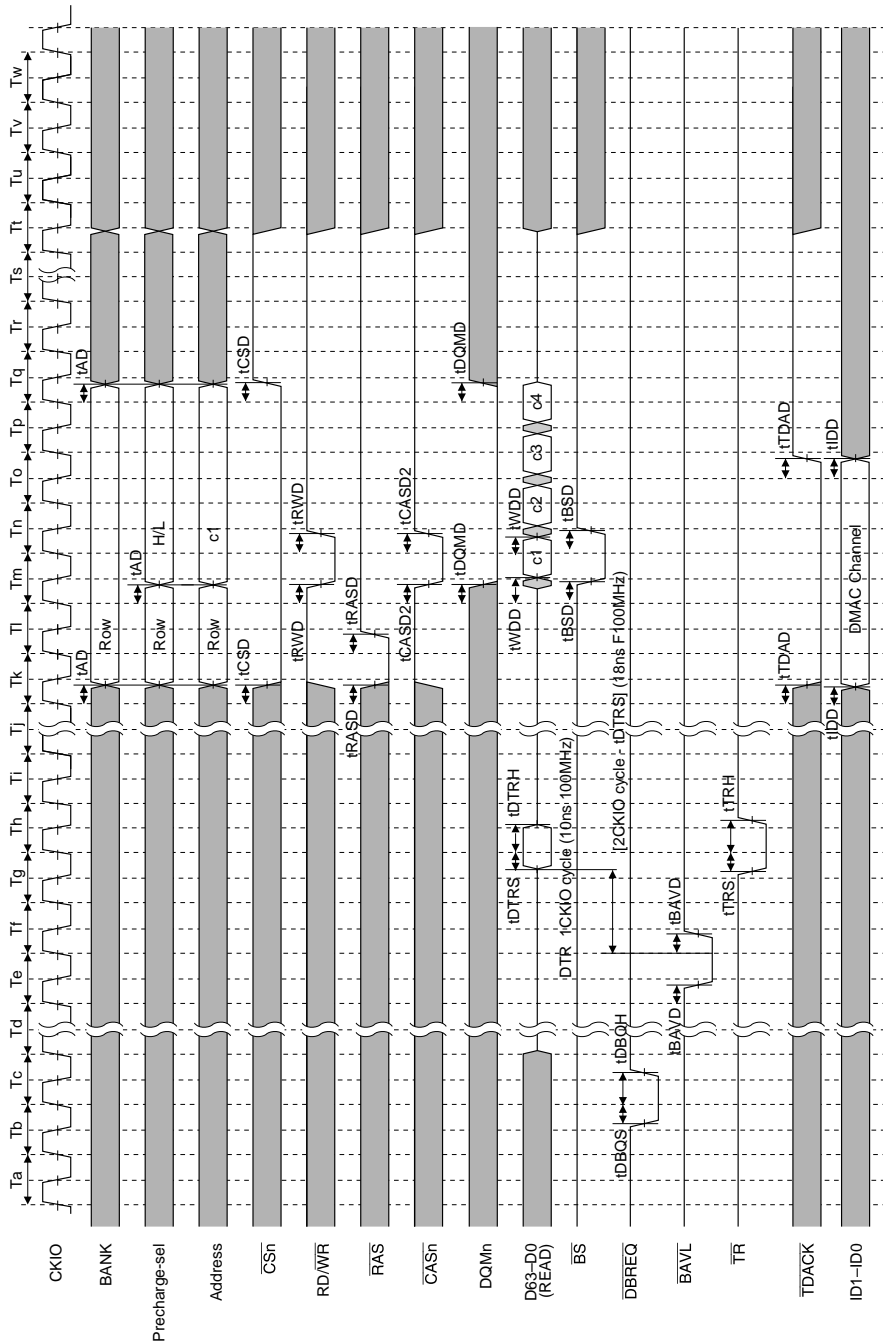 Ta Tb Tc Td Te Tf Tg Th Ti Tj Tk Tl Tm Tn To Tp Tq Tr Ts Tt Tu Tv Tw
CKIO
BANK
tAD
Row
tAD
Precharge-sel
Row
tAD
H/L
Address
Row
c1
CSn
tCSD
tCSD
RD/WR
tRWD
tRWD
RAS
tRASD
tRASD
CASn
tCASD2
tCASD2
DQMn
tDQMD
tDQMD
D63–D0
(READ)
tDTRS
tDTRH
tWDD
tWDD
c1
c2
c3
c4
DTR 1CKIO cycle (10ns 100MHz)
BS
tBSD
tBSD
[2CKIO cycle - tDTRS] (18ns F100MHz)
DBREQ
tDBQS
tDBQH
BAVL
tBAVD
tBAVD
TR
tTRS
tTRH
TDACK
tTDAD
tTDAD
ID1–ID0
tIDD
DMAC Channel
tIDD